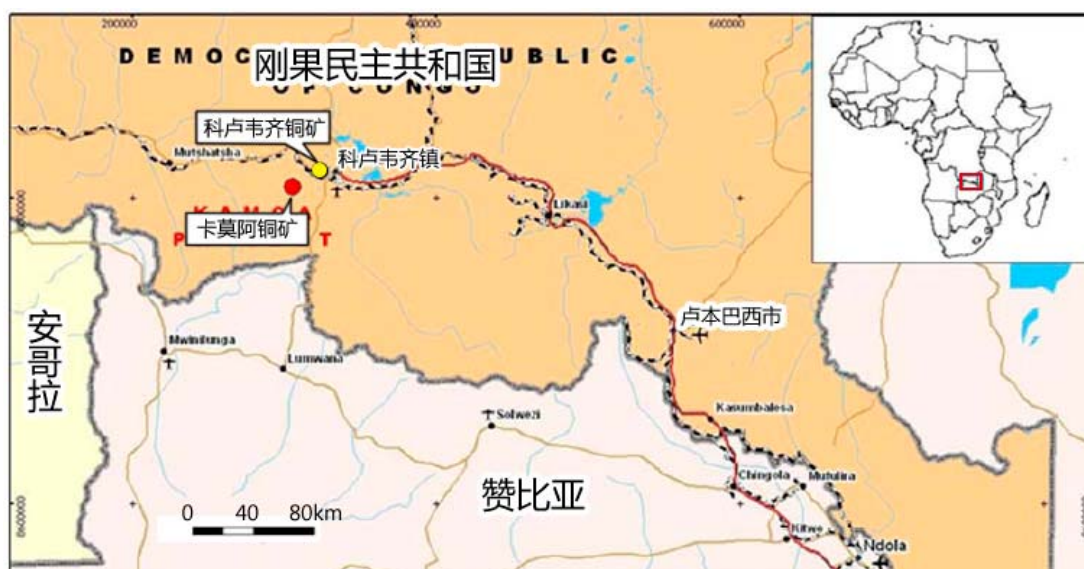 200000
400000
600000
DEMOC UBLIC
刚果民主共和国
OF CONGO
科卢韦齐铜矿
Mutshatsha
科卢韦齐镇
KAMOA
卡莫阿铜矿
P T
Likasi
卢本巴西市
安哥拉
Mwinilunga
Lumwana
Solwezi
Kasumbalesa
Chingola
Mufulira
赞比亚
0 40 80km
Kitwe
Ndola
8600000